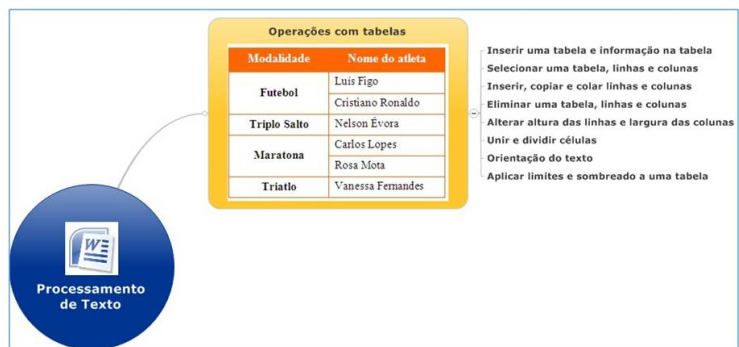 Operações com tabelas
Modalidade Nome do atleta
Futebol Luís Figo
Cristiano Ronaldo
Triplo Salto Nelson Évora
Maratona Carlos Lopes
Rosa Mota
Triatlo Vanessa Fernandes
Inserir uma tabela e informação na tabela
Selecionar uma tabela, linhas e colunas
Inserir, copiar e colar linhas e colunas
Eliminar uma tabela, linhas e colunas
Alterar altura das linhas e largura das colunas
Unir e dividir células
Orientação do texto
Aplicar limites e sombreado a uma tabela
W
Processamento
de Texto